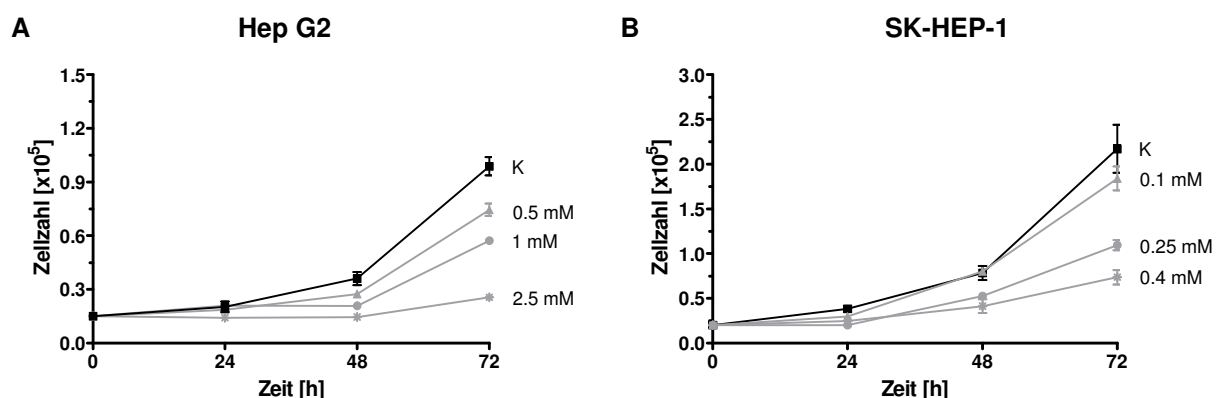 A
Hep G2
Zellzahl [x10⁵]
1.5
1.2
0.9
0.6
0.3
0.0
0
24
48
72
Zeit [h]
K
0.5 mM
1 mM
2.5 mM
B
SK-HEP-1
Zellzahl [x10⁵]
3.0
2.5
2.0
1.5
1.0
0.5
0.0
0
24
48
72
Zeit [h]
K
0.1 mM
0.25 mM
0.4 mM